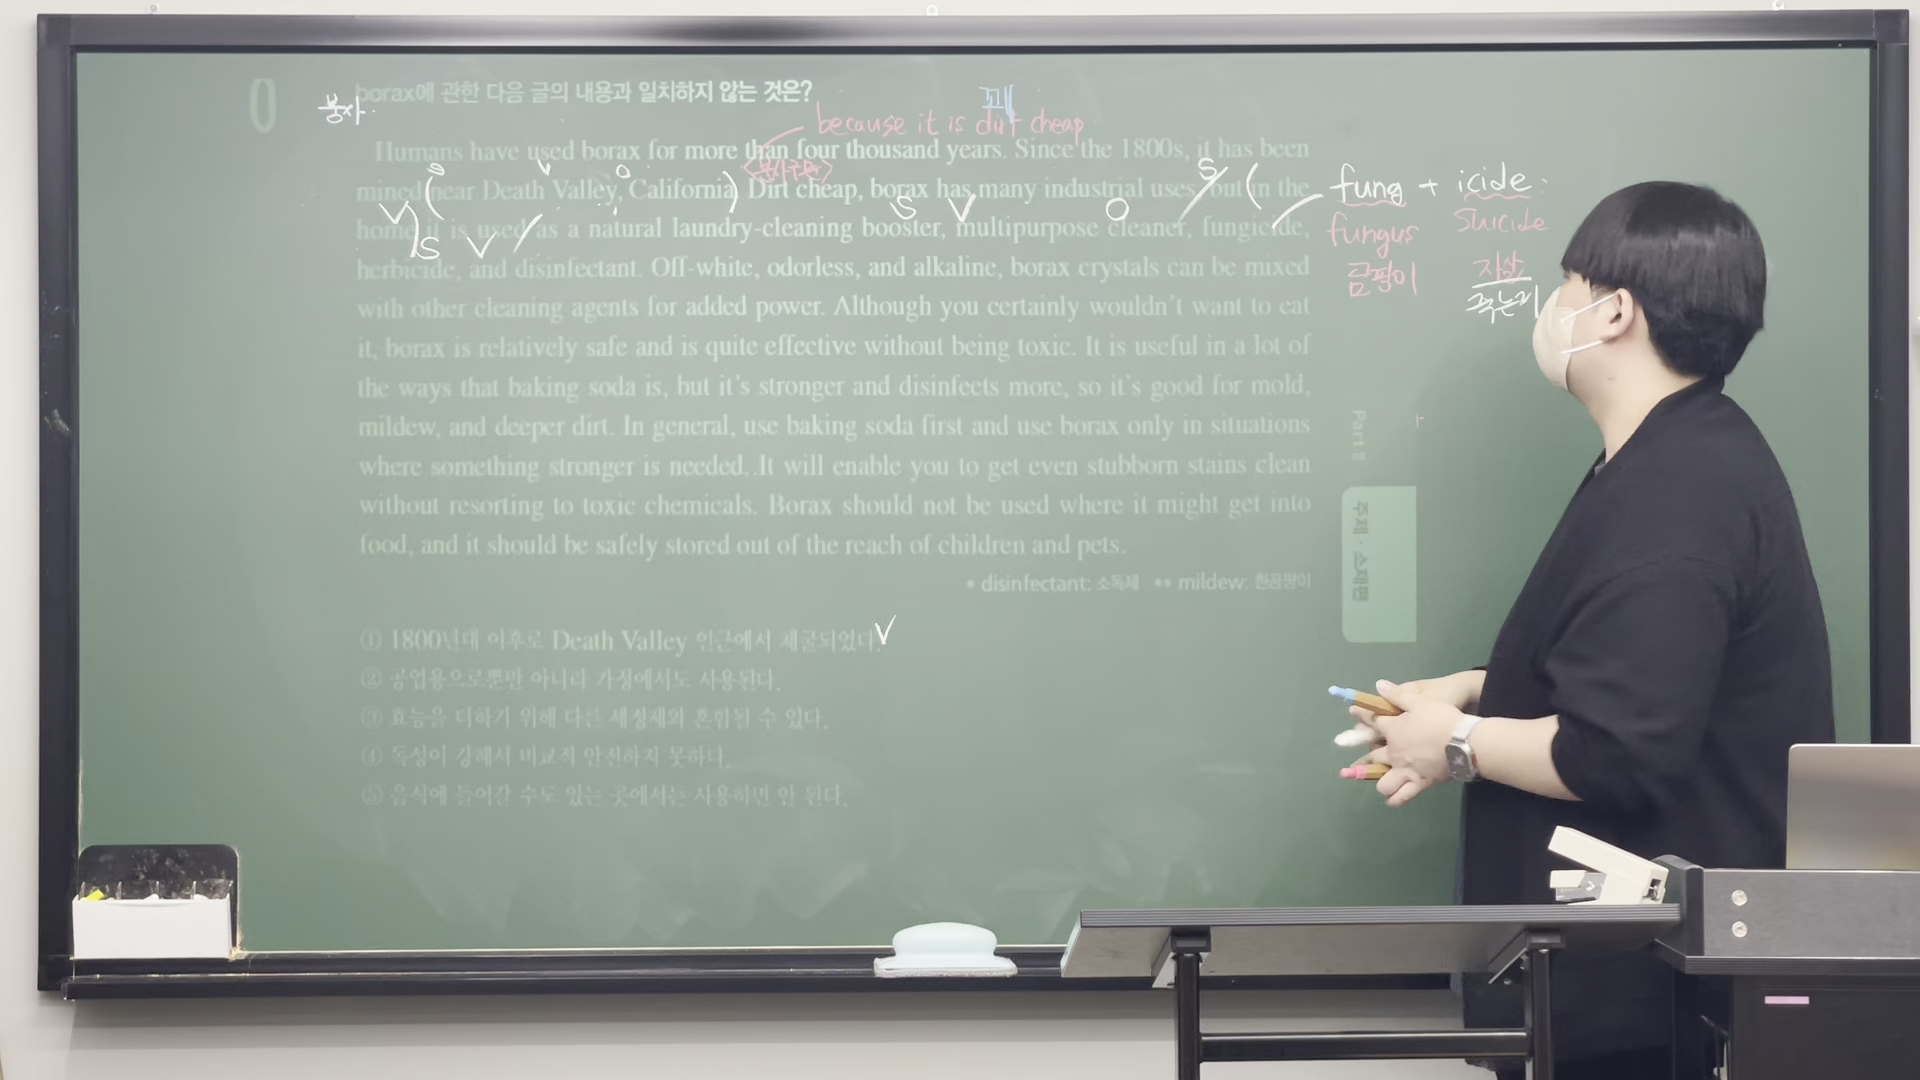 0
붕사.
borax에 관한 다음 글의 내용과 일치하지 않는 것은?
꽤
because it is dirt cheap
Humans have used borax for more than four thousand years. Since the 1800s, it has been
<분사구문>
mined near Death Valley, California. Dirt cheap, borax has many industrial uses, but in the
home it is used as a natural laundry-cleaning booster, multipurpose cleaner, fungicide,
herbicide, and disinfectant. Off-white, odorless, and alkaline, borax crystals can be mixed
with other cleaning agents for added power. Although you certainly wouldn't want to eat
it, borax is relatively safe and is quite effective without being toxic. It is useful in a lot of
the ways that baking soda is, but it's stronger and disinfects more, so it's good for mold,
mildew, and deeper dirt. In general, use baking soda first and use borax only in situations
where something stronger is needed. It will enable you to get even stubborn stains clean
without resorting to toxic chemicals. Borax should not be used where it might get into
food, and it should be safely stored out of the reach of children and pets.
* disinfectant: 소독제 ** mildew: 흰곰팡이
① 1800년대 이후로 Death Valley 인근에서 채굴되었다. V
② 공업용으로뿐만 아니라 가정에서도 사용된다.
③ 효능을 더하기 위해 다른 세정제와 혼합될 수 있다.
④ 독성이 강해서 비교적 안전하지 못하다.
⑤ 음식에 들어갈 수도 있는 곳에서는 사용하면 안 된다.
fung + icide.
fungus suicide
곰팡이 자살
죽는거
Part Ⅱ
주제·소재편